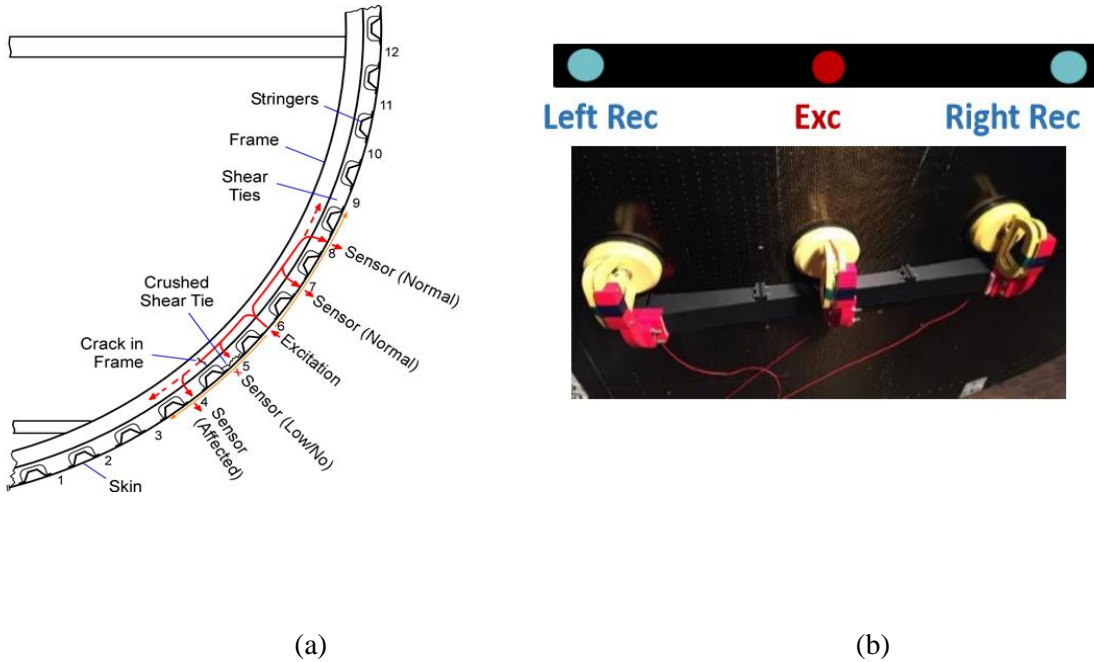 12
Stringers
11
Frame
10
Shear
Ties
9
8
Sensor (Normal)
Crushed
Shear Tie
7
Sensor (Normal)
6
Crack in
Frame
Excitation
5
4
Sensor (Low/No)
3
Sensor
(Affected)
2
1
Skin
Left Rec
Exc
Right Rec
(a)
(b)